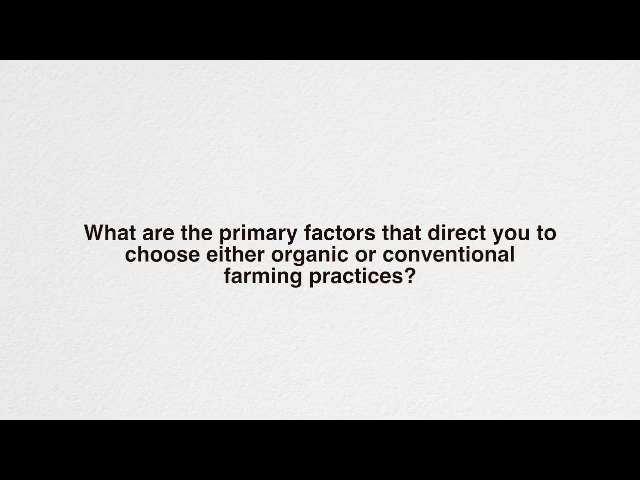 What are the primary factors that direct you to
choose either organic or conventional
farming practices?